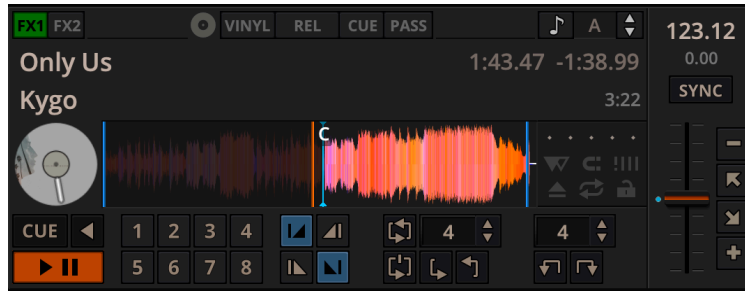 FX1 FX2 VINYL REL CUE PASS A 123.12
Only Us 1:43.47 -1:38.99 0.00
Kygo 3:22 SYNC
C
CUE 1 2 3 4 4 4
5 6 7 8